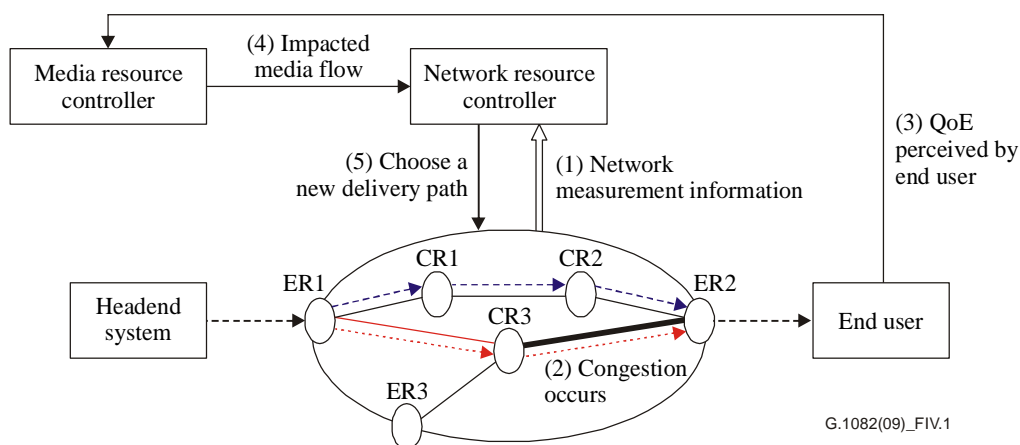 (4) Impacted
media flow
Media resource
controller
Network resource
controller
(3) QoE
perceived by
end user
(5) Choose a
new delivery path
(1) Network
measurement information
CR1
CR2
ER1
ER2
Headend
system
CR3
End user
(2) Congestion
occurs
ER3
G.1082(09)_FIV.1